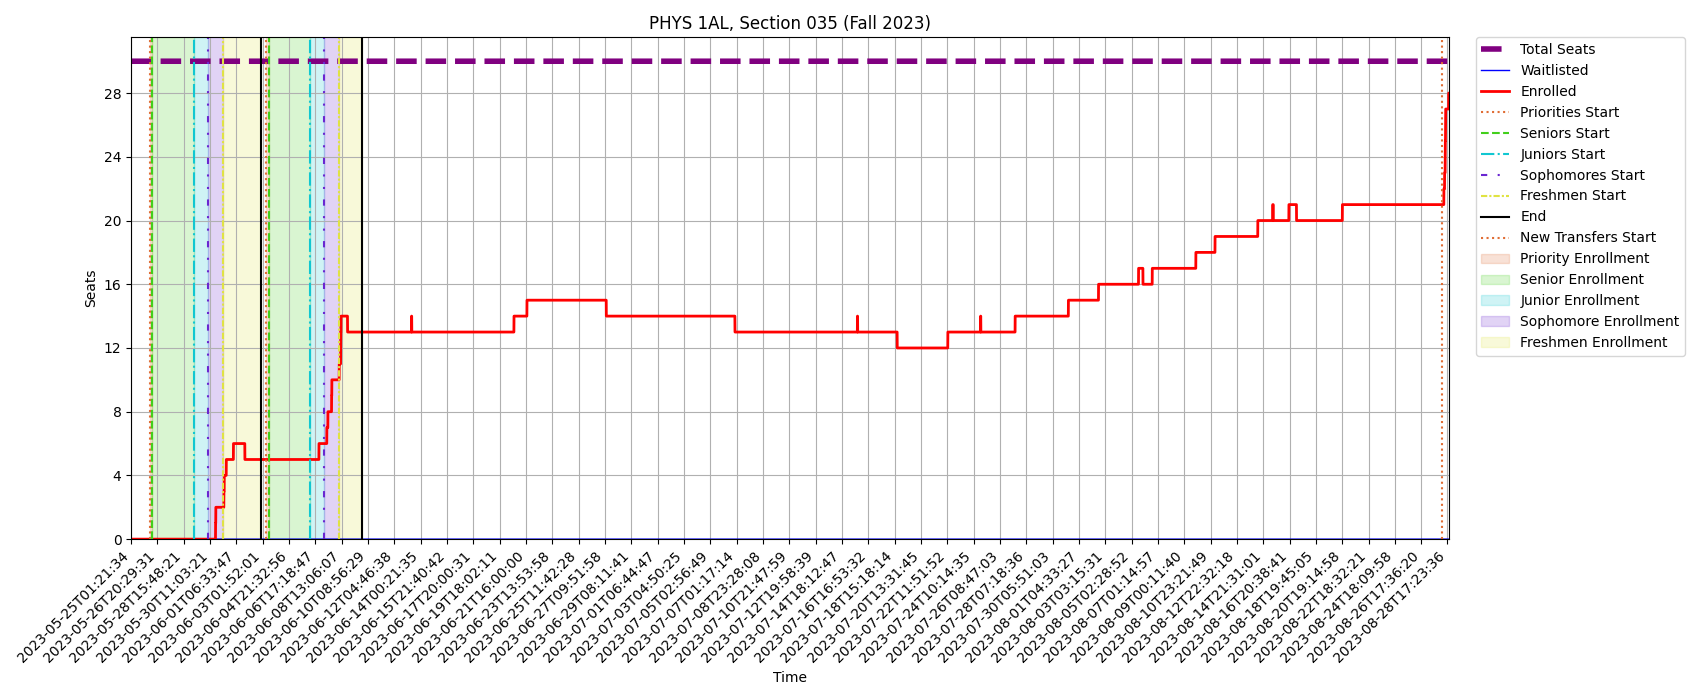 PHYS 1AL, Section 035 (Fall 2023)
Seats
28
24
20
16
12
8
4
0
2023-05-25T01:21:34
2023-05-26T20:29:31
2023-05-28T15:48:21
2023-05-30T11:03:21
2023-06-01T06:33:47
2023-06-03T01:52:01
2023-06-04T21:32:56
2023-06-06T17:18:47
2023-06-08T13:06:07
2023-06-10T08:56:29
2023-06-12T04:46:38
2023-06-14T00:21:35
2023-06-15T21:40:42
2023-06-17T20:00:31
2023-06-19T18:02:11
2023-06-21T16:00:00
2023-06-23T13:53:58
2023-06-25T11:42:28
2023-06-27T09:51:58
2023-06-29T08:11:41
2023-07-01T06:44:47
2023-07-03T04:50:25
2023-07-05T02:56:49
2023-07-07T01:17:14
2023-07-08T23:28:08
2023-07-10T21:47:59
2023-07-12T19:58:39
2023-07-14T18:12:47
2023-07-16T16:53:32
2023-07-18T15:18:14
2023-07-20T13:31:45
2023-07-22T11:51:52
2023-07-24T10:14:35
2023-07-26T08:47:03
2023-07-28T07:18:36
2023-07-30T05:51:03
2023-08-01T04:33:27
2023-08-03T03:15:31
2023-08-05T02:28:52
2023-08-07T01:14:57
2023-08-09T00:11:40
2023-08-10T23:21:49
2023-08-12T22:32:18
2023-08-14T21:31:01
2023-08-16T20:38:41
2023-08-18T19:45:05
2023-08-20T19:14:58
2023-08-22T18:32:21
2023-08-24T18:09:58
2023-08-26T17:36:20
2023-08-28T17:23:36
Time
Total Seats
Waitlisted
Enrolled
Priorities Start
Seniors Start
Juniors Start
Sophomores Start
Freshmen Start
End
New Transfers Start
Priority Enrollment
Senior Enrollment
Junior Enrollment
Sophomore Enrollment
Freshmen Enrollment